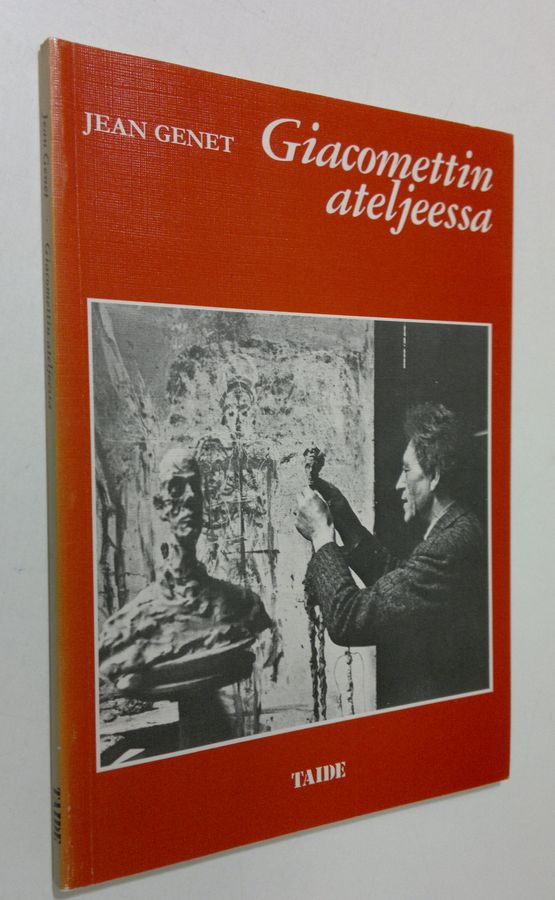 JEAN GENET
Giacomettin
ateljeessa
TAIDE
Jean Genet · Giacomettin ateljeessa
TAIDE